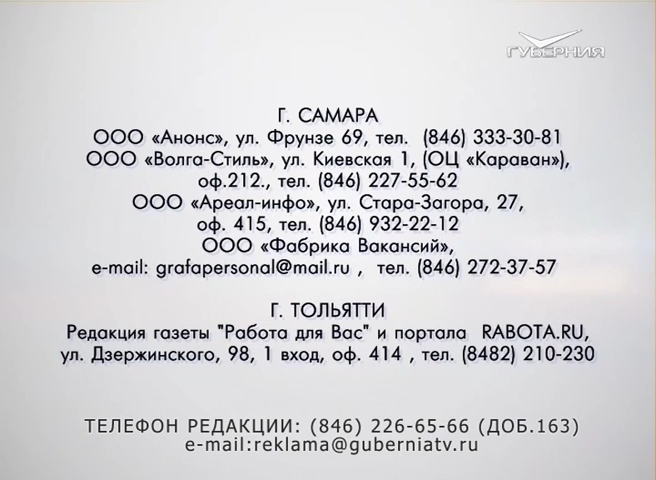 ГУБЕРНИЯ
Г. САМАРА
ООО «Анонс», ул. Фрунзе 69, тел. (846) 333-30-81
ООО «Волга-Стиль», ул. Киевская 1, (ОЦ «Караван»),
оф.212., тел. (846) 227-55-62
ООО «Ареал-инфо», ул. Стара-Загора, 27,
оф. 415, тел. (846) 932-22-12
ООО «Фабрика Вакансий»,
e-mail: grafapersonal@mail.ru , тел. (846) 272-37-57
Г. ТОЛЬЯТТИ
Редакция газеты "Работа для Вас" и портала RABOTA.RU,
ул. Дзержинского, 98, 1 вход, оф. 414 , тел. (8482) 210-230
ТЕЛЕФОН РЕДАКЦИИ: (846) 226-65-66 (ДОБ.163)
e-mail:reklama@guberniatv.ru